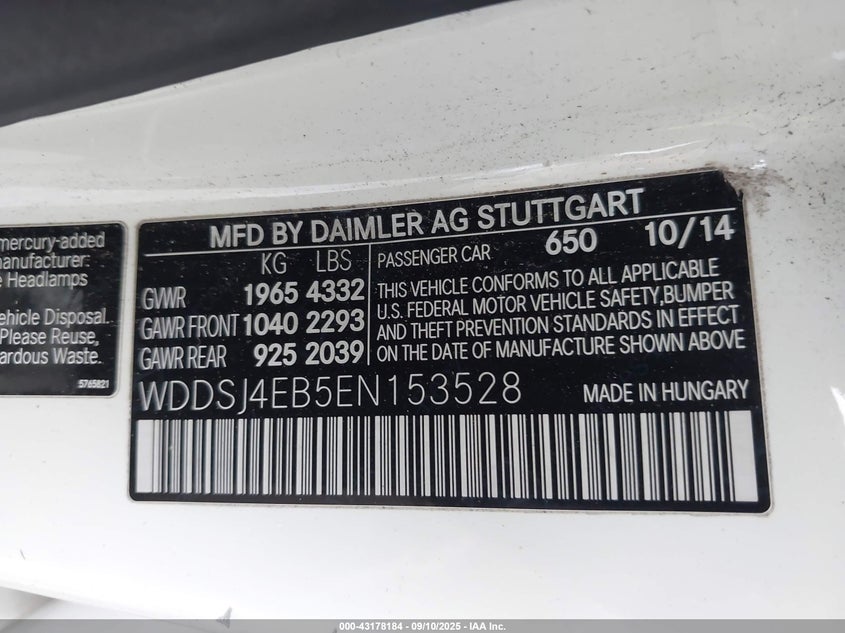 mercury-added
manufacturer:
e Headlamps
ehicle Disposal.
Please Reuse,
ardous Waste.
5765821
MFD BY DAIMLER AG STUTTGART
KG LBS
GVWR 1965 4332
GAWR FRONT 1040 2293
GAWR REAR 925 2039
PASSENGER CAR 650 10/14
THIS VEHICLE CONFORMS TO ALL APPLICABLE
U.S. FEDERAL MOTOR VEHICLE SAFETY,BUMPER
AND THEFT PREVENTION STANDARDS IN EFFECT
ON THE DATE OF MANUFACTURE SHOWN ABOVE
WDDSJ4EB5EN153528 MADE IN HUNGARY
000-43178184 - 09/10/2025 - IAA Inc.